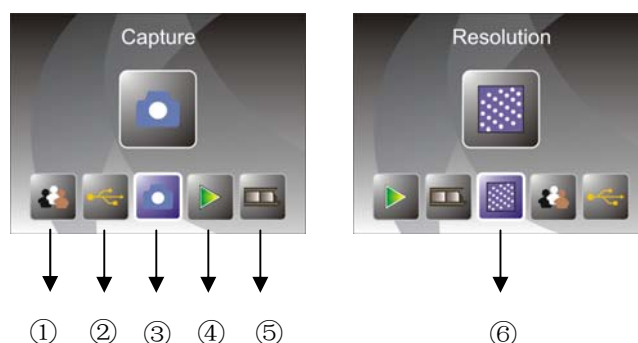 Capture
Resolution
① ② ③ ④ ⑤
⑥